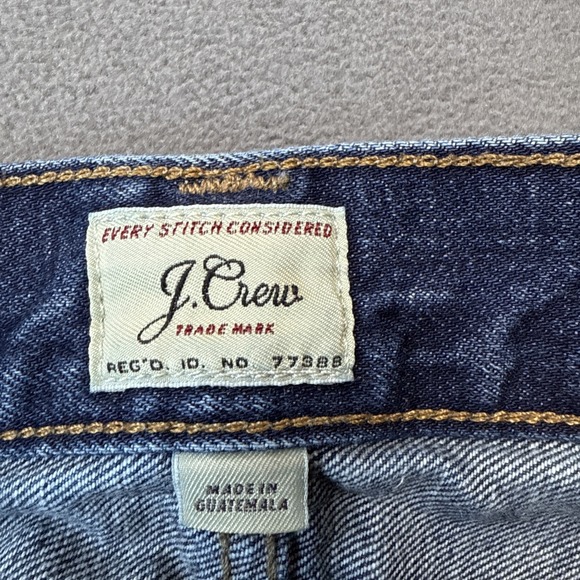 EVERY STITCH CONSIDERED
J.Crew
TRADE MARK
REG'D. ID. NO. 77388
MADE IN
GUATEMALA